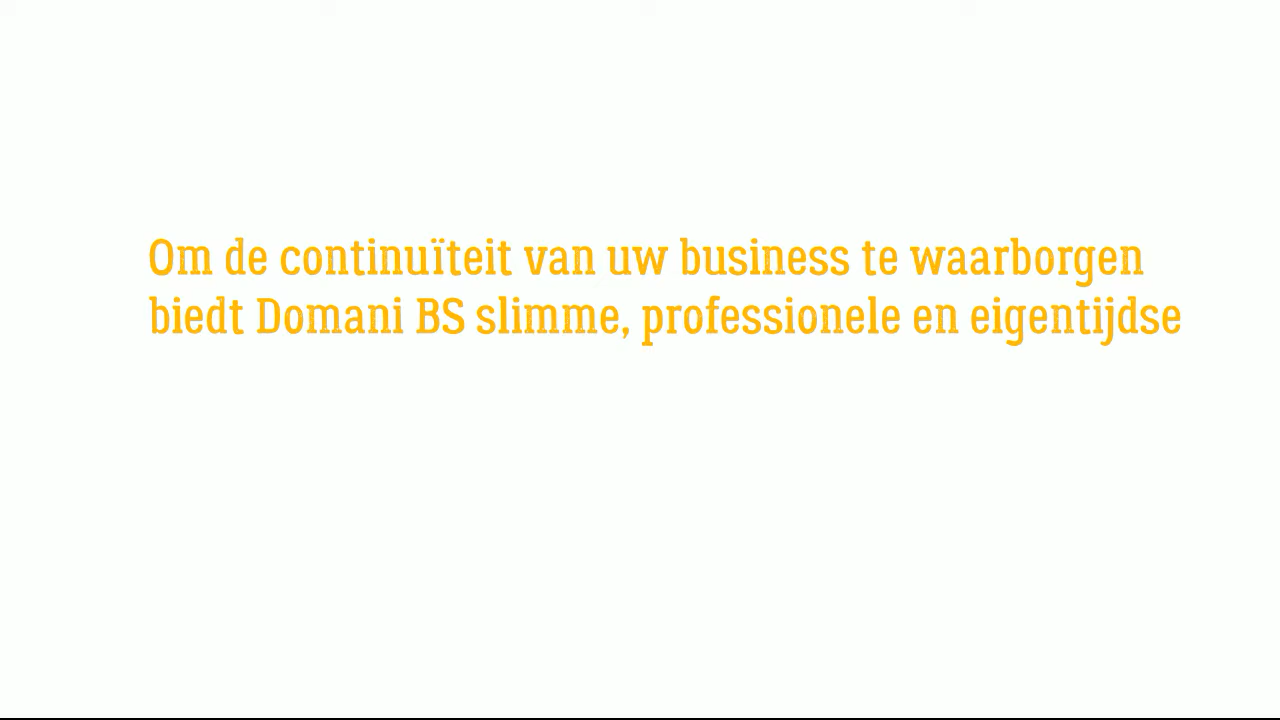 Om de continuïteit van uw business te waarborgen
biedt Domani BS slimme, professionele en eigentijdse